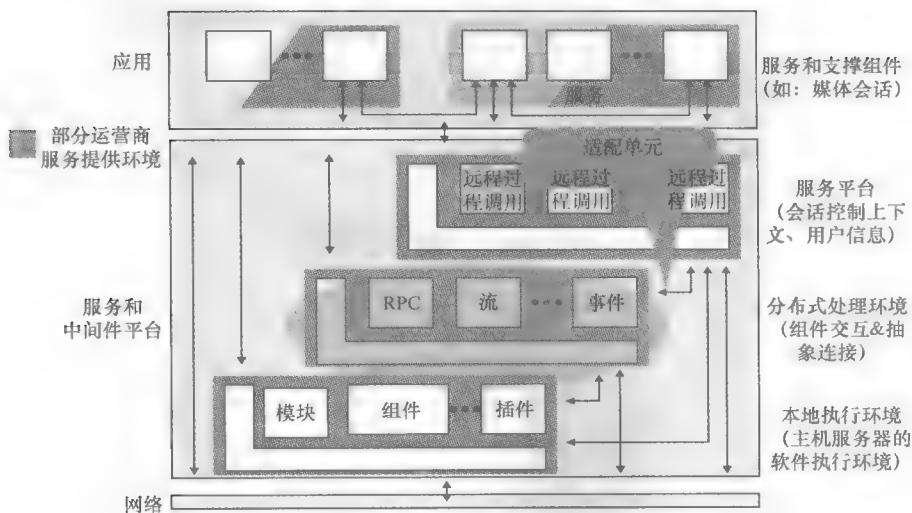 应用
服务
服务和支撑组件
(如：媒体会话)
部分运营商
服务提供环境
适配单元
远程过
程调用
远程过
程调用
远程过
程调用
服务平台
(会话控制上下
文、用户信息)
服务和
中间件平台
RPC
流
事件
分布式处理环境
(组件交互&抽
象连接)
模块
组件
插件
本地执行环境
(主机服务器的
软件执行环境)
网络